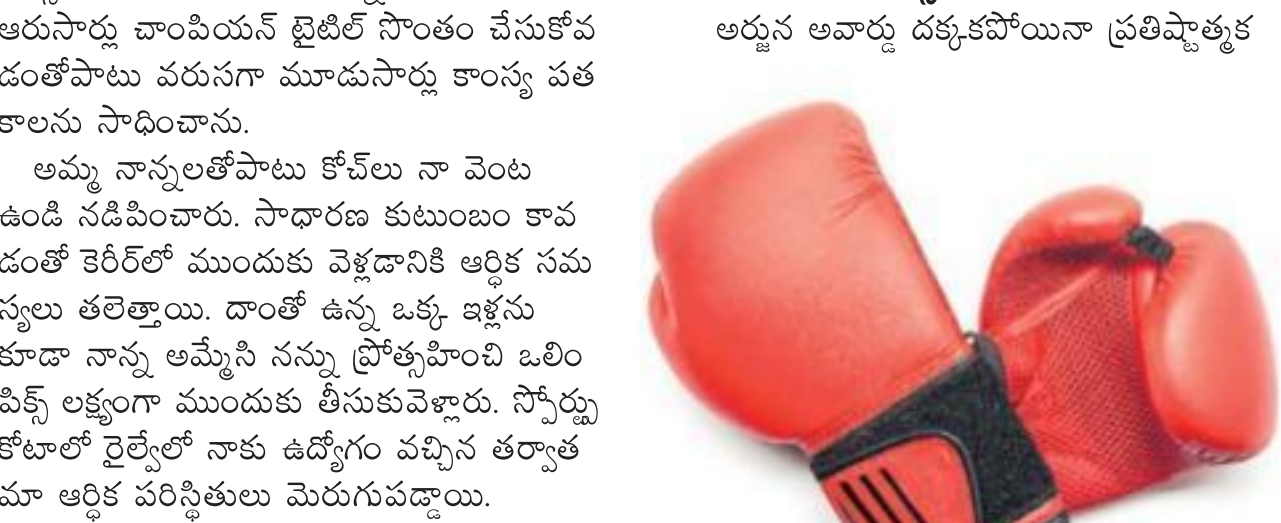 ఆరుసార్లు చాంపియన్ టైటిల్ సొంతం చేసుకోవ
డంతోపాటు వరుసగా మూడుసార్లు కాంస్య పత
కాలను సాధించాను.
అమ్మ నాన్నలతోపాటు కోచ్‌లు నా వెంట
ఉండి నడిపించారు. సాధారణ కుటుంబం కావ
డంతో కెరీర్‌లో ముందుకు వెళ్లడానికి ఆర్థిక సమ
స్యలు తలెత్తాయి. దాంతో ఉన్న ఒక్క ఇళ్లను
కూడా నాన్న అమ్మేసి నన్ను ప్రోత్సహించి ఒలిం
పిక్స్ లక్ష్యంగా ముందుకు తీసుకువెళ్లారు. స్పోర్ట్సు
కోటాలో రైల్వేలో నాకు ఉద్యోగం వచ్చిన తర్వాత
మా ఆర్థిక పరిస్థితులు మెరుగుపడ్డాయి.
అర్జున అవార్డు దక్కకపోయినా ప్రతిష్టాత్మక